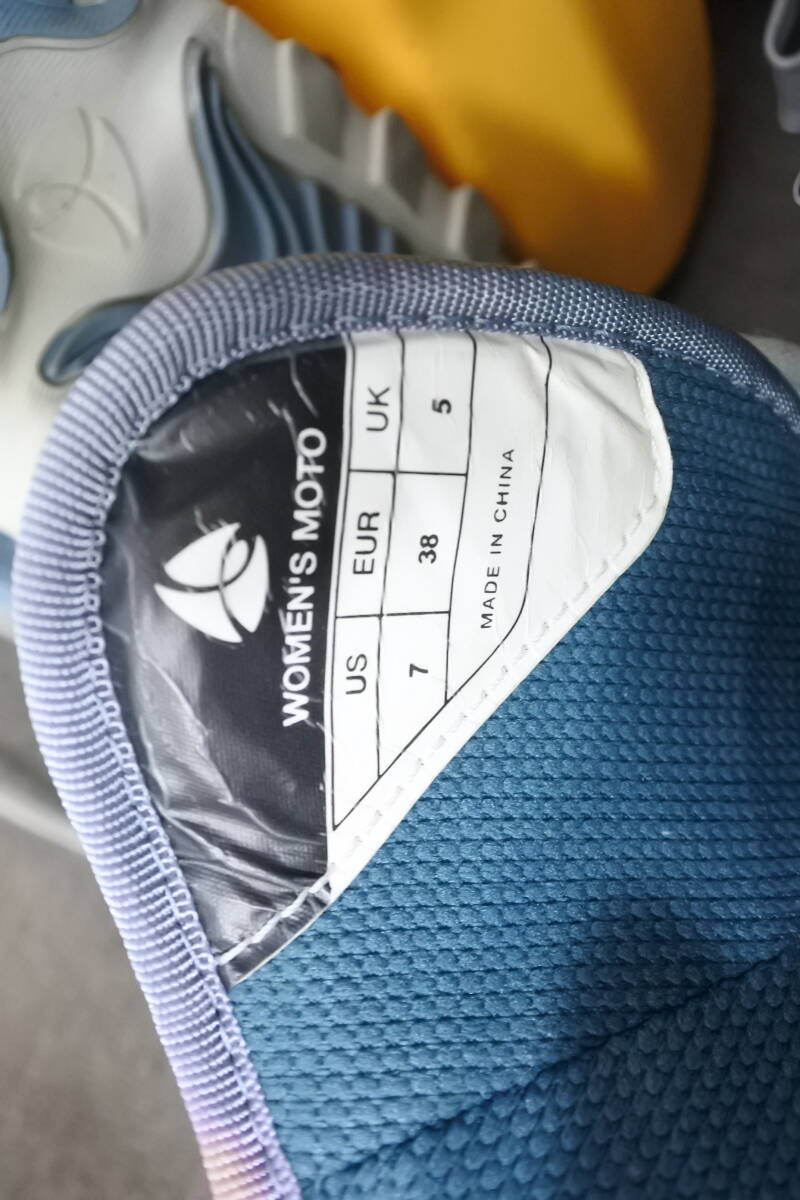 WOMEN'S MOTO
US EUR UK
7 38 5
MADE IN CHINA